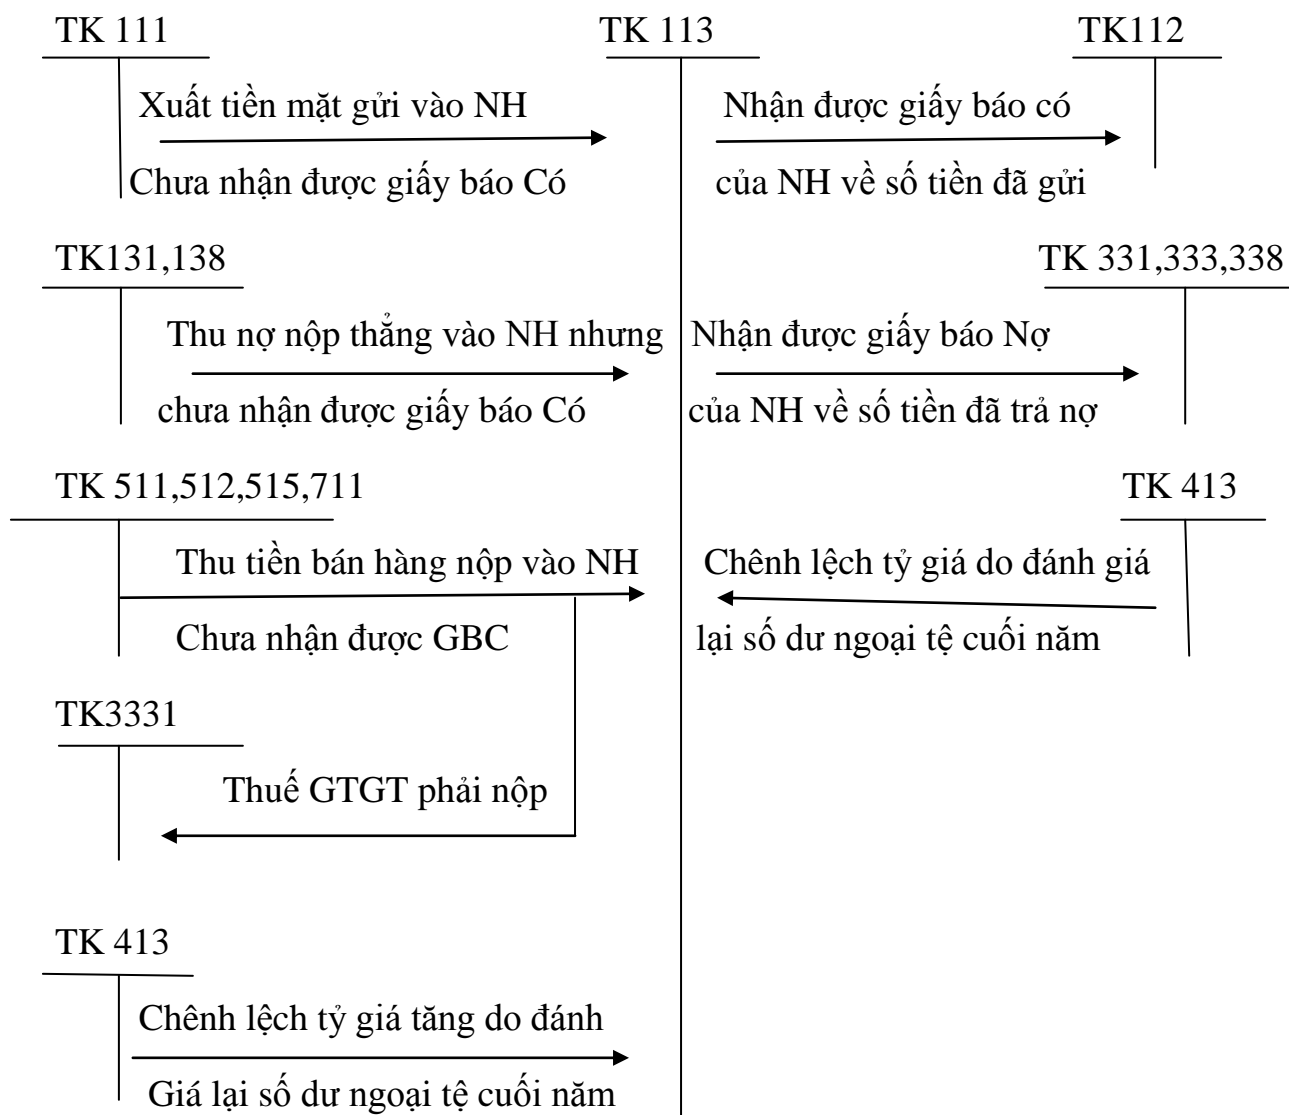 TK 111
TK 113
TK112
Xuất tiền mặt gửi vào NH
Nhận được giấy báo có
Chưa nhận được giấy báo Có
của NH về số tiền đã gửi
TK131,138
TK 331,333,338
Thu nợ nộp thẳng vào NH nhưng
Nhận được giấy báo Nợ
chưa nhận được giấy báo Có
của NH về số tiền đã trả nợ
TK 511,512,515,711
TK 413
Thu tiền bán hàng nộp vào NH
Chênh lệch tỷ giá do đánh giá
Chưa nhận được GBC
lại số dư ngoại tệ cuối năm
TK3331
Thuế GTGT phải nộp
TK 413
Chênh lệch tỷ giá tăng do đánh
Giá lại số dư ngoại tệ cuối năm